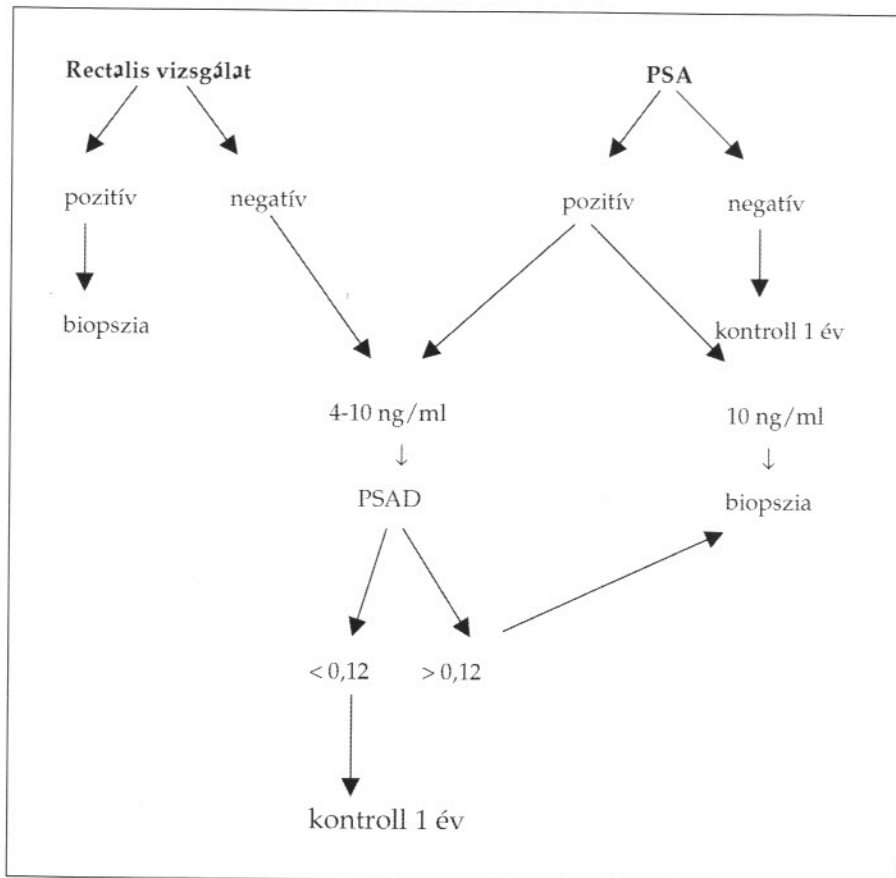 Rectalis vizsgálat
PSA
pozitív
negatív
pozitív
negatív
biopszia
kontroll 1 év
4-10 ng/ml
10 ng/ml
PSAD
biopszia
< 0,12
> 0,12
kontroll 1 év